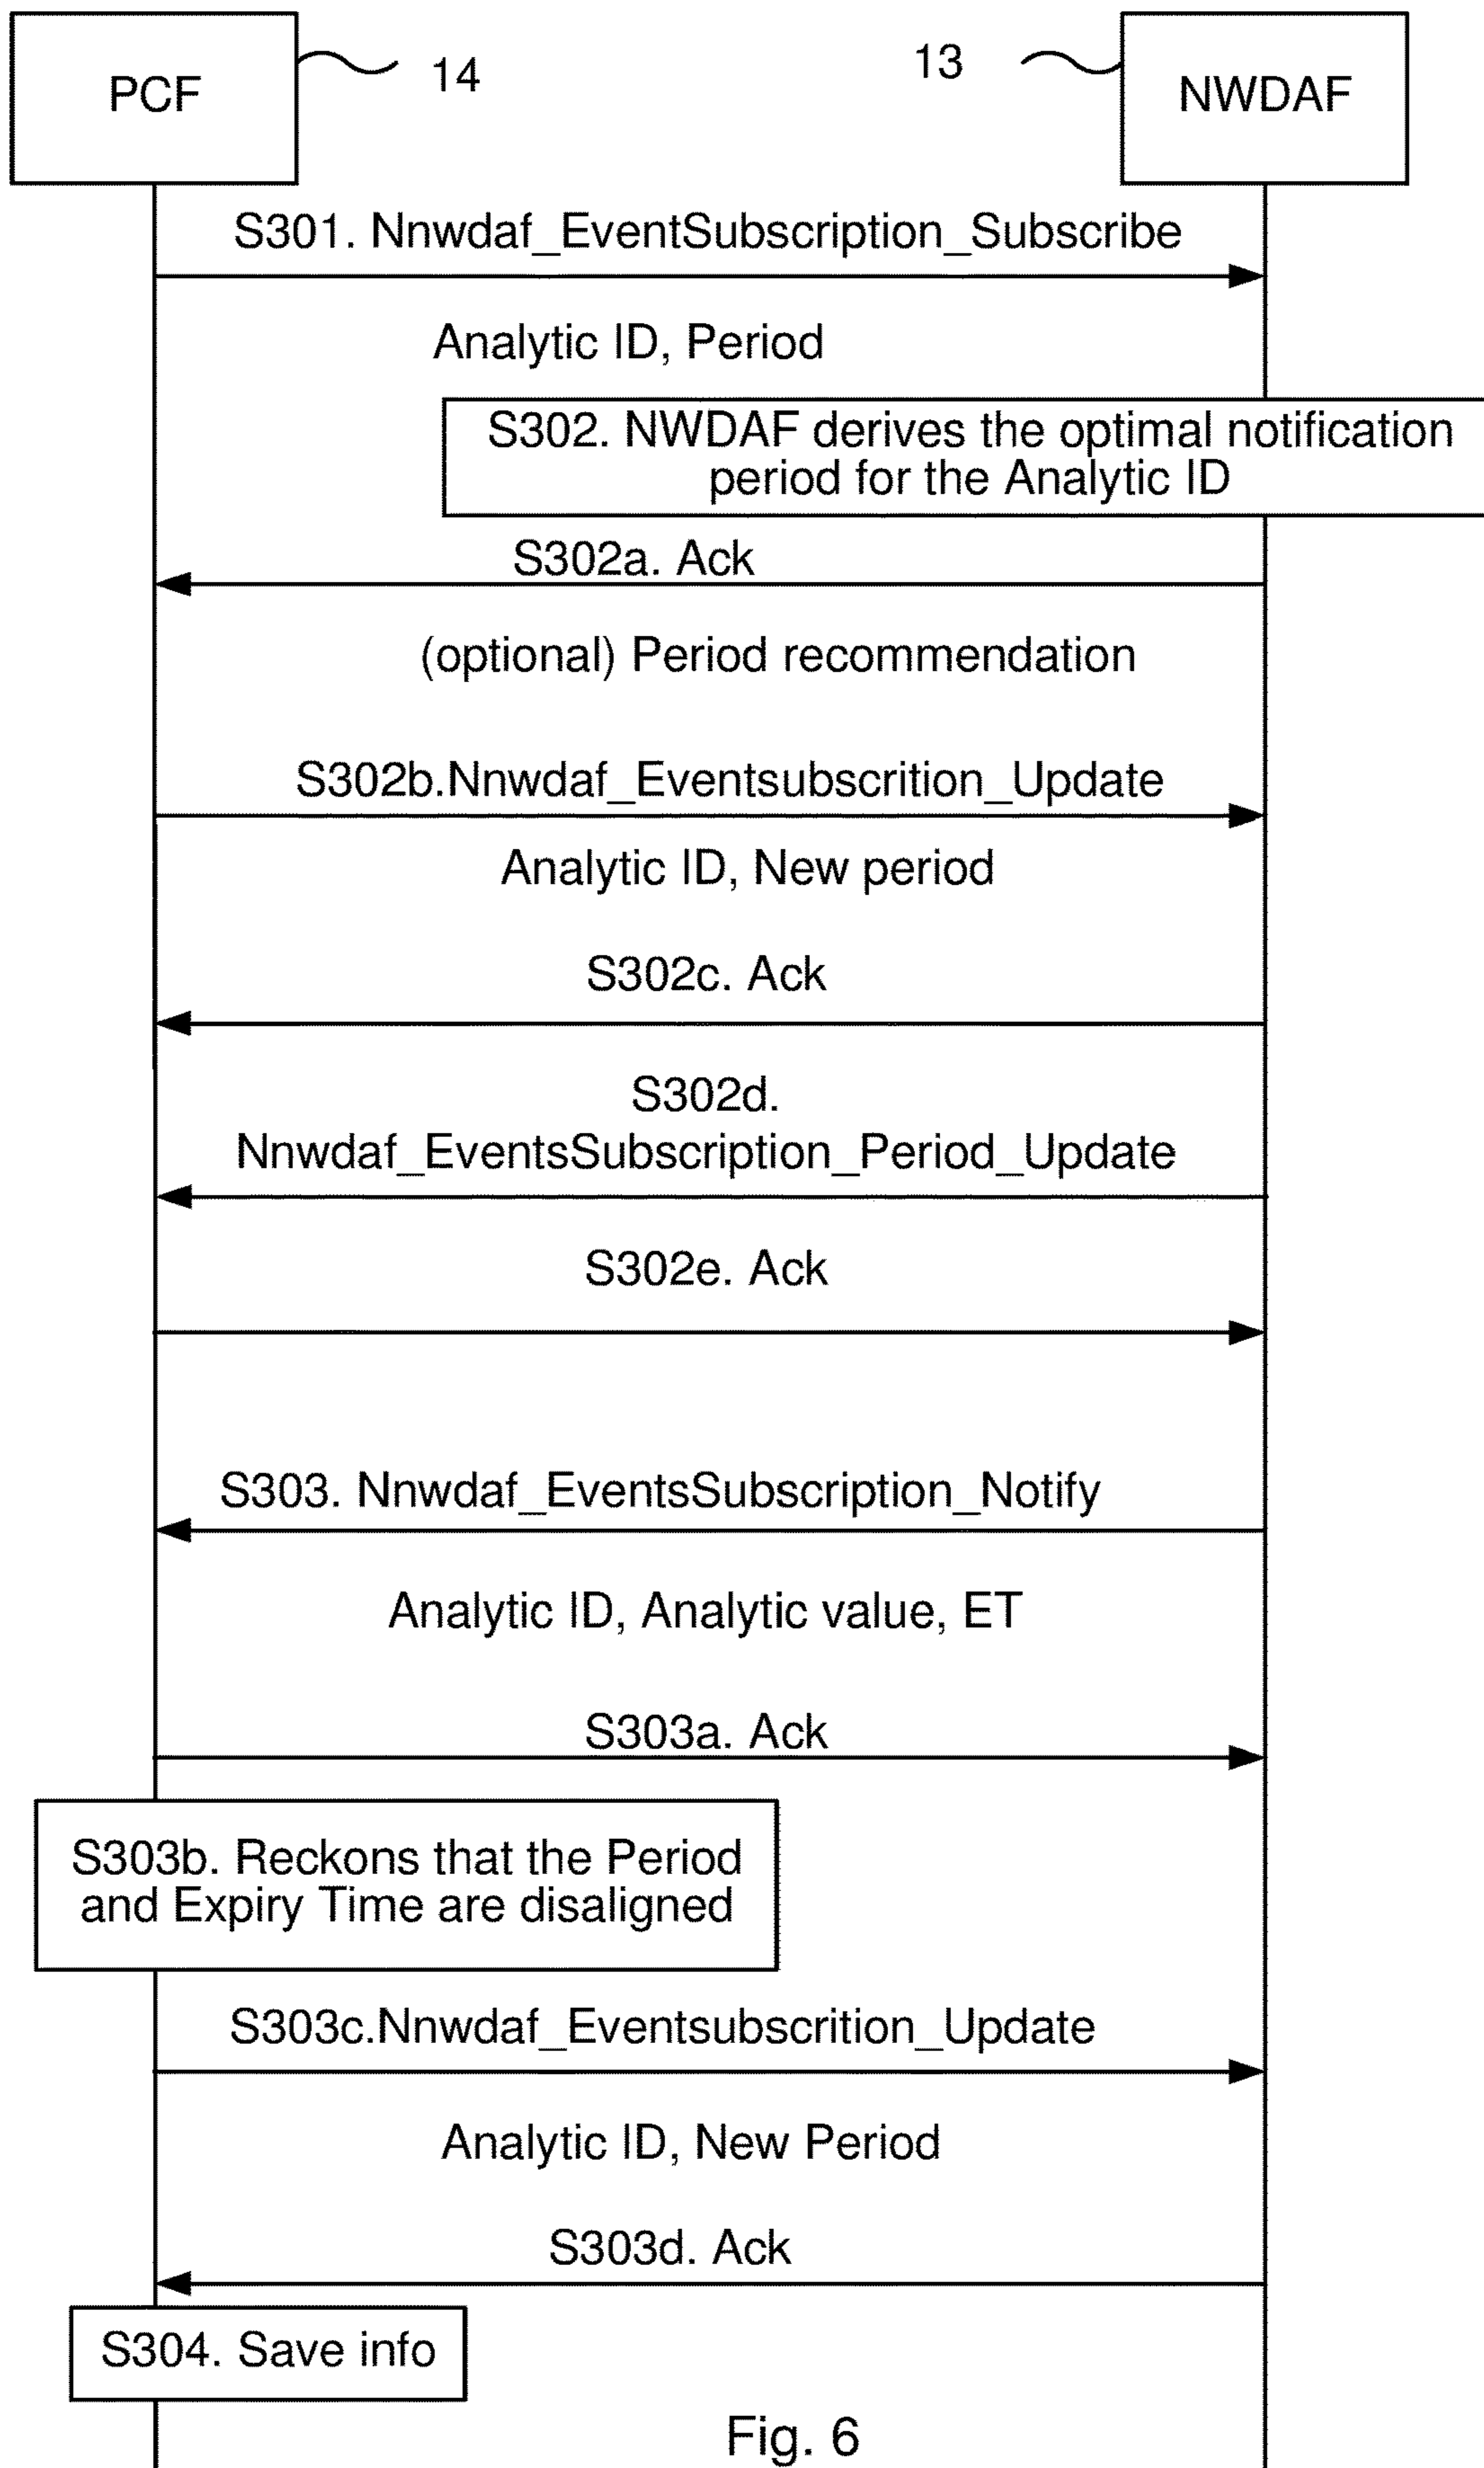 PCF
14
13
NWDAF
S301. Nnwdaf_EventSubscription_Subscribe
Analytic ID, Period
S302. NWDAF derives the optimal notification
period for the Analytic ID
S302a. Ack
(optional) Period recommendation
S302b.Nnwdaf_Eventsubscrition_Update
Analytic ID, New period
S302c. Ack
S302d.
Nnwdaf_EventsSubscription_Period_Update
S302e. Ack
S303. Nnwdaf_EventsSubscription_Notify
Analytic ID, Analytic value, ET
S303a. Ack
S303b. Reckons that the Period
and Expiry Time are disaligned
S303c.Nnwdaf_Eventsubscrition_Update
Analytic ID, New Period
S303d. Ack
S304. Save info
Fig. 6